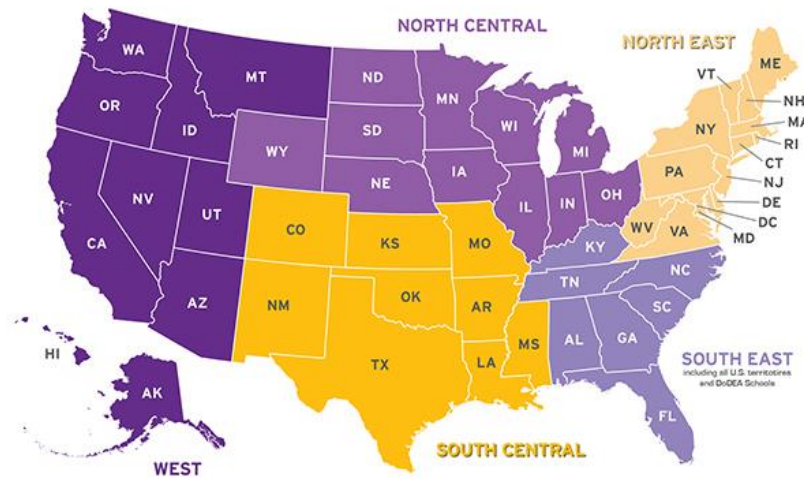 NORTH CENTRAL
NORTH EAST
WA
MT
ND
MN
VT
ME
OR
ID
SD
WI
MI
NY
NH
MA
RI
CT
NJ
DE
DC
MD
WY
NE
IA
PA
NV
UT
CO
KS
MO
IL
IN
OH
WV
VA
KY
CA
AZ
NM
OK
AR
TN
NC
SC
TX
LA
MS
AL
GA
FL
SOUTH EAST
including all U.S. territotires
and DoDEA Schools
HI
AK
SOUTH CENTRAL
WEST